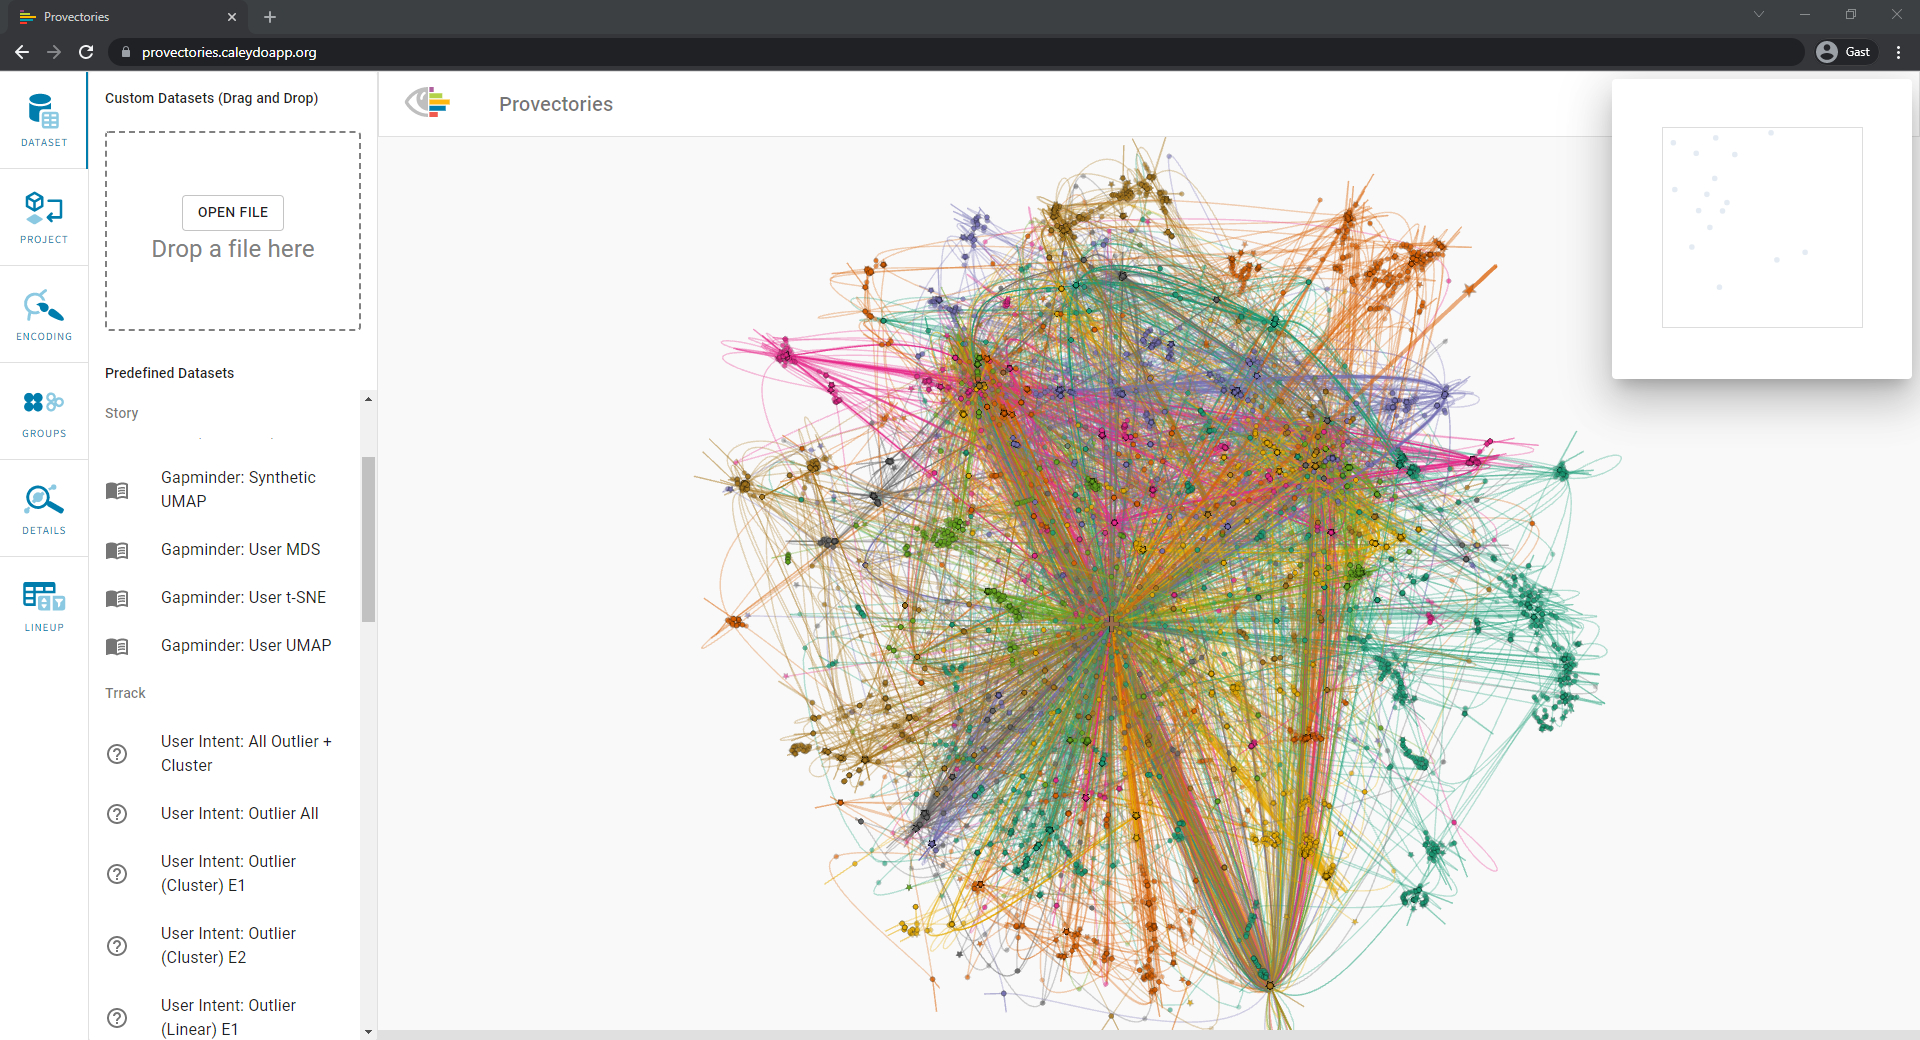 Provectories
provectories.caleydoapp.org
Gast
DATASET
PROJECT
ENCODING
GROUPS
DETAILS
LINEUP
Custom Datasets (Drag and Drop)
OPEN FILE
Drop a file here
Predefined Datasets
Story
Gapminder: Synthetic
UMAP
Gapminder: User MDS
Gapminder: User t-SNE
Gapminder: User UMAP
Trrack
User Intent: All Outlier +
Cluster
User Intent: Outlier All
User Intent: Outlier
(Cluster) E1
User Intent: Outlier
(Cluster) E2
User Intent: Outlier
(Linear) E1
Provectories